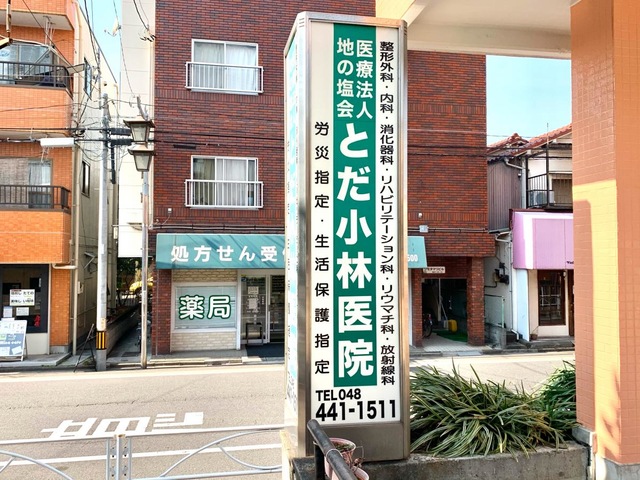 整形外科・内科・消化器科・リハビリテーション科・リウマチ科・放射線科
医療法人
地の塩会
とだ小林医院
労災指定・生活保護指定
TEL048
441-1511
処方せん受
薬局